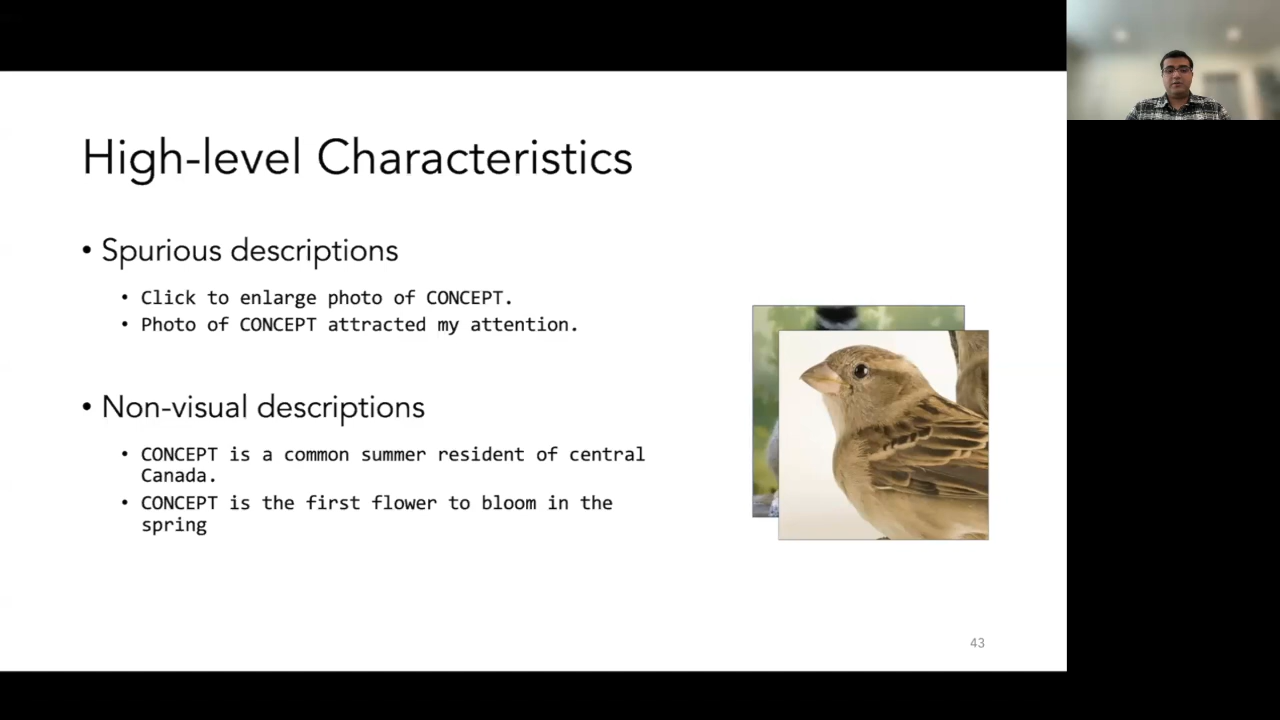 High-level Characteristics
• Spurious descriptions
• Click to enlarge photo of CONCEPT.
• Photo of CONCEPT attracted my attention.
• Non-visual descriptions
• CONCEPT is a common summer resident of central
Canada.
• CONCEPT is the first flower to bloom in the
spring
43